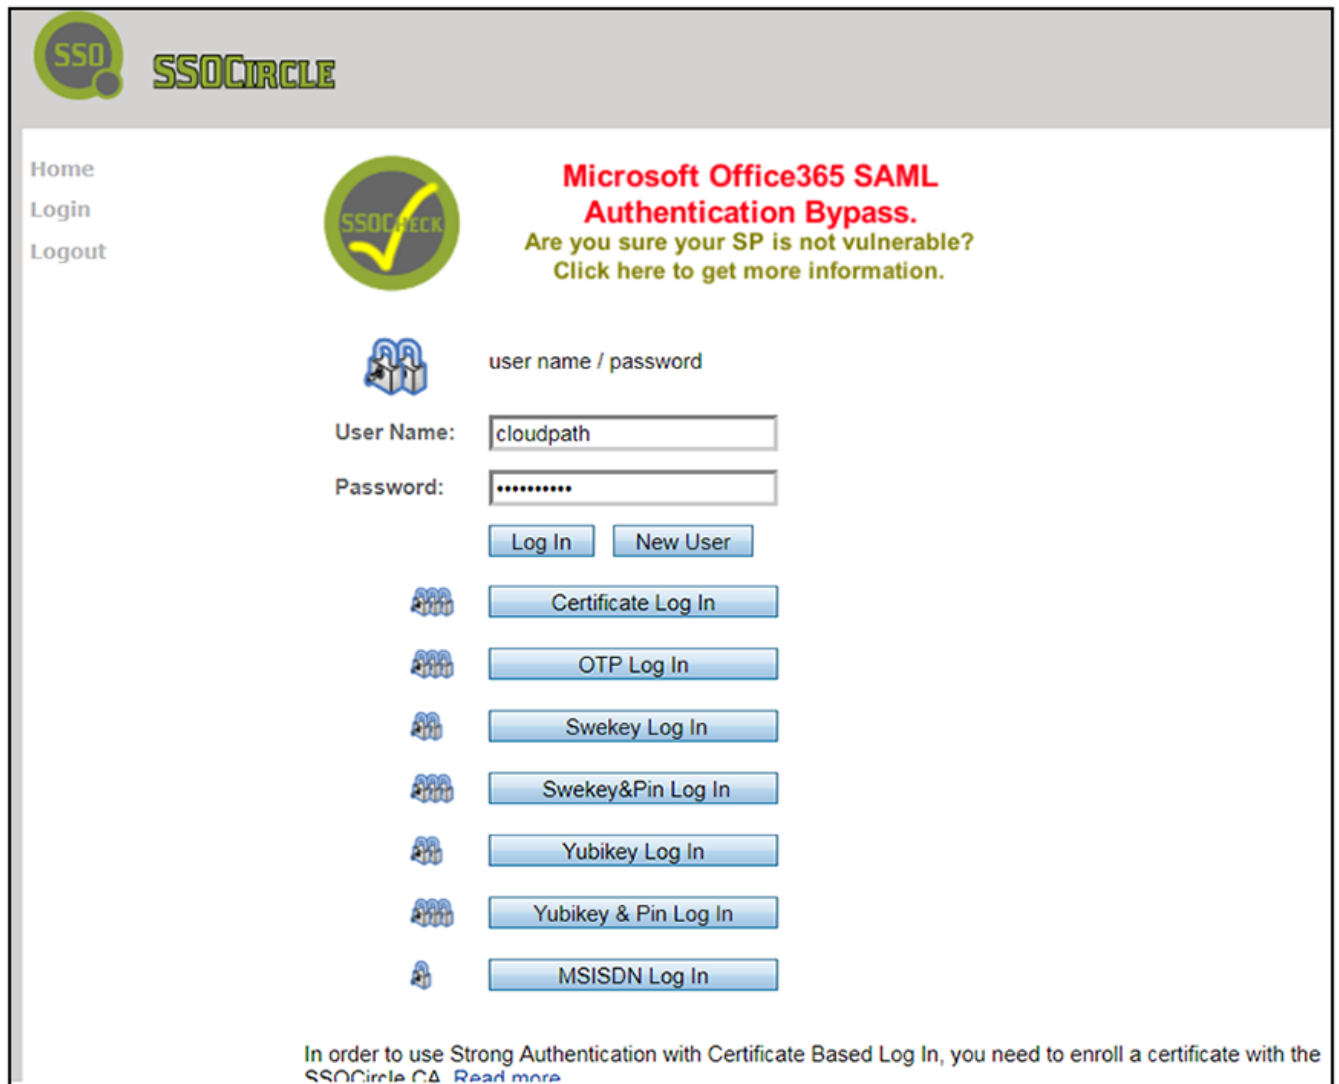 SSO
SSOCIRCLE
Home
Login
Logout
SSOCHECK
Microsoft Office365 SAML
Authentication Bypass.
Are you sure your SP is not vulnerable?
Click here to get more information.
user name / password
User Name:
cloudpath
Password:
••••••••••
Log In
New User
Certificate Log In
OTP Log In
Swekey Log In
Swekey&Pin Log In
Yubikey Log In
Yubikey & Pin Log In
MSISDN Log In
In order to use Strong Authentication with Certificate Based Log In, you need to enroll a certificate with the
SSOCircle CA. Read more